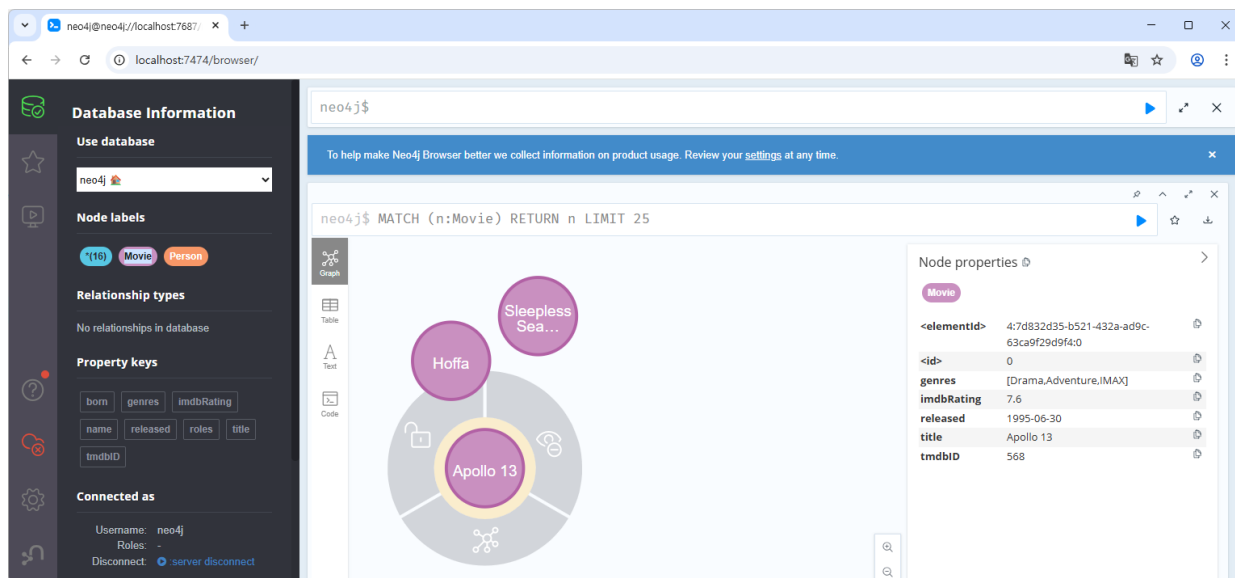 neo4j@neo4j://localhost:7687/
localhost:7474/browser/
Database Information
Use database
neo4j
Node labels
*(16) Movie Person
Relationship types
No relationships in database
Property keys
born genres imdbRating
name released roles title
tmdbID
Connected as
Username: neo4j
Roles: -
Disconnect: :server disconnect
neo4j$
To help make Neo4j Browser better we collect information on product usage. Review your settings at any time.
neo4j$ MATCH (n:Movie) RETURN n LIMIT 25
Graph
Table
Text
Code
Sleepless
Sea...
Hoffa
Apollo 13
Node properties
Movie
<elementId> 4:7d832d35-b521-432a-ad9c-
63ca9f29d9f4:0
<id> 0
genres [Drama,Adventure,IMAX]
imdbRating 7.6
released 1995-06-30
title Apollo 13
tmdbID 568